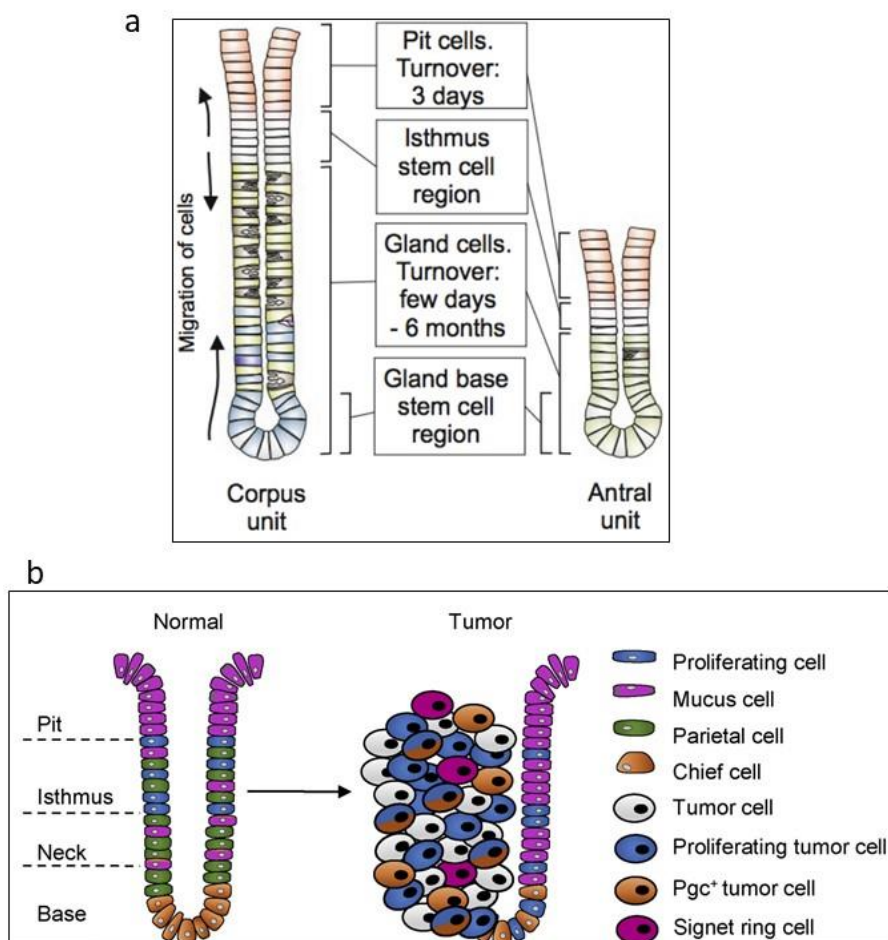 a
Pit cells.
Turnover:
3 days
Isthmus
stem cell
region
Gland cells.
Turnover:
few days
- 6 months
Gland base
stem cell
region
Migration of cells
Corpus
unit
Antral
unit
b
Normal
Tumor
Pit
Isthmus
Neck
Base
Proliferating cell
Mucus cell
Parietal cell
Chief cell
Tumor cell
Proliferating tumor cell
Pgc⁺ tumor cell
Signet ring cell